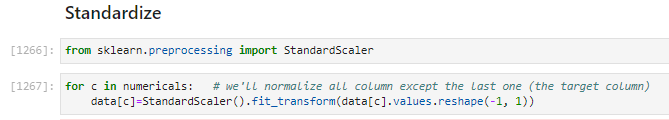 Standardize
[1266]: from sklearn.preprocessing import StandardScaler
[1267]: for c in numericals:   # we'll normalize all column except the last one (the target column)
    data[c]=StandardScaler().fit_transform(data[c].values.reshape(-1, 1))